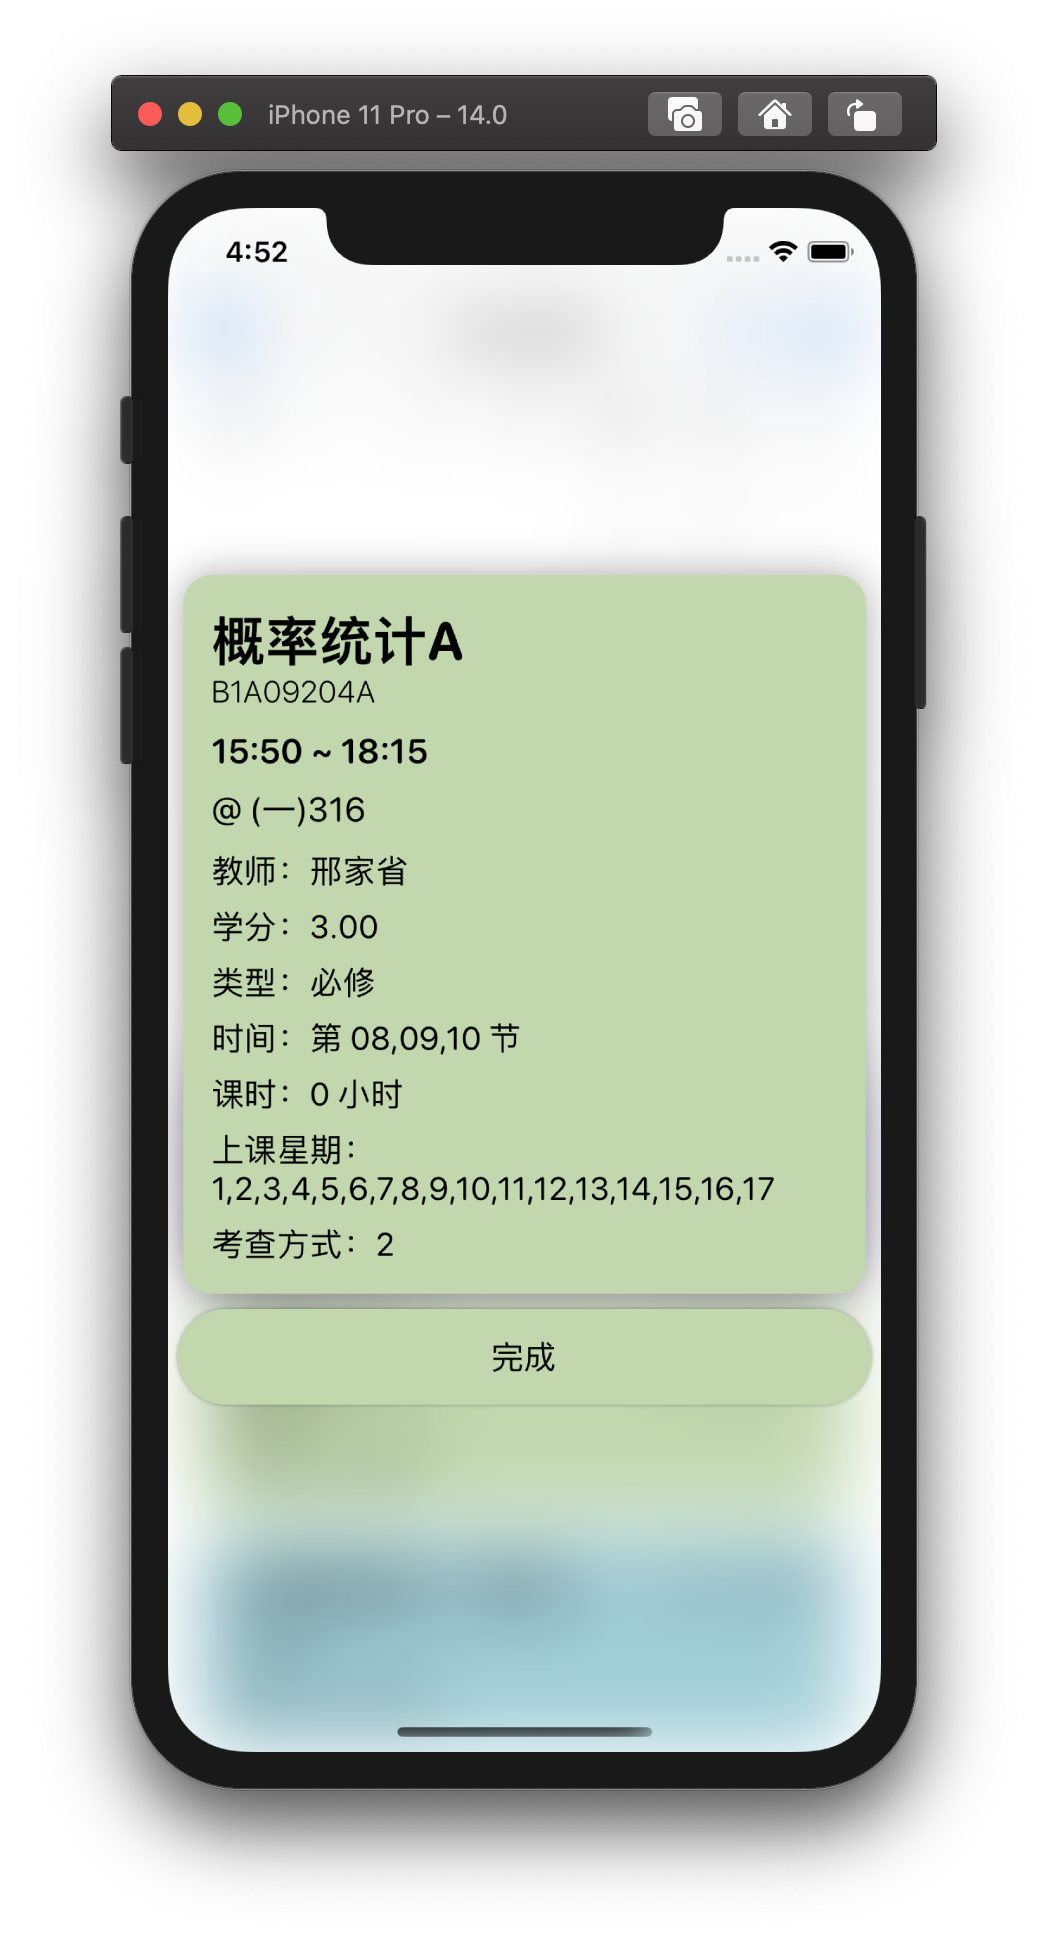 iPhone 11 Pro – 14.0
4:52
概率统计A
B1A09204A
15:50 ~ 18:15
@ (一)316
教师：邢家省
学分：3.00
类型：必修
时间：第 08,09,10 节
课时：0 小时
上课星期：
1,2,3,4,5,6,7,8,9,10,11,12,13,14,15,16,17
考查方式：2
完成